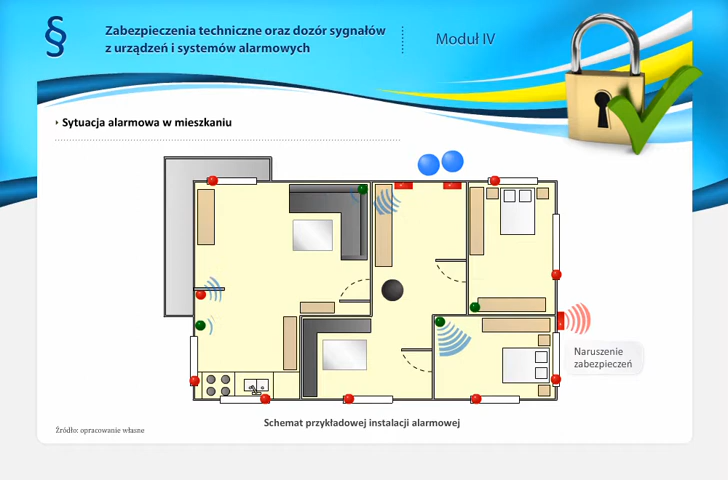 §
Zabezpieczenia techniczne oraz dozór sygnałów
z urządzeń i systemów alarmowych
Moduł IV
Sytuacja alarmowa w mieszkaniu
Naruszenie
zabezpieczeń
Schemat przykładowej instalacji alarmowej
Źródło: opracowanie własne